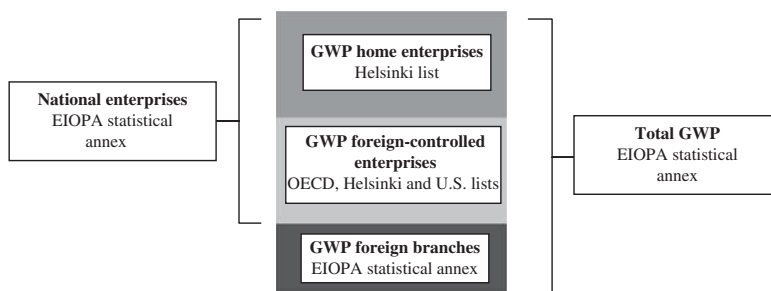 GWP home enterprises
Helsinki list
National enterprises
EIOPA statistical
annex
GWP foreign-controlled
enterprises
OECD, Helsinki and U.S. lists
Total GWP
EIOPA statistical
annex
GWP foreign branches
EIOPA statistical annex